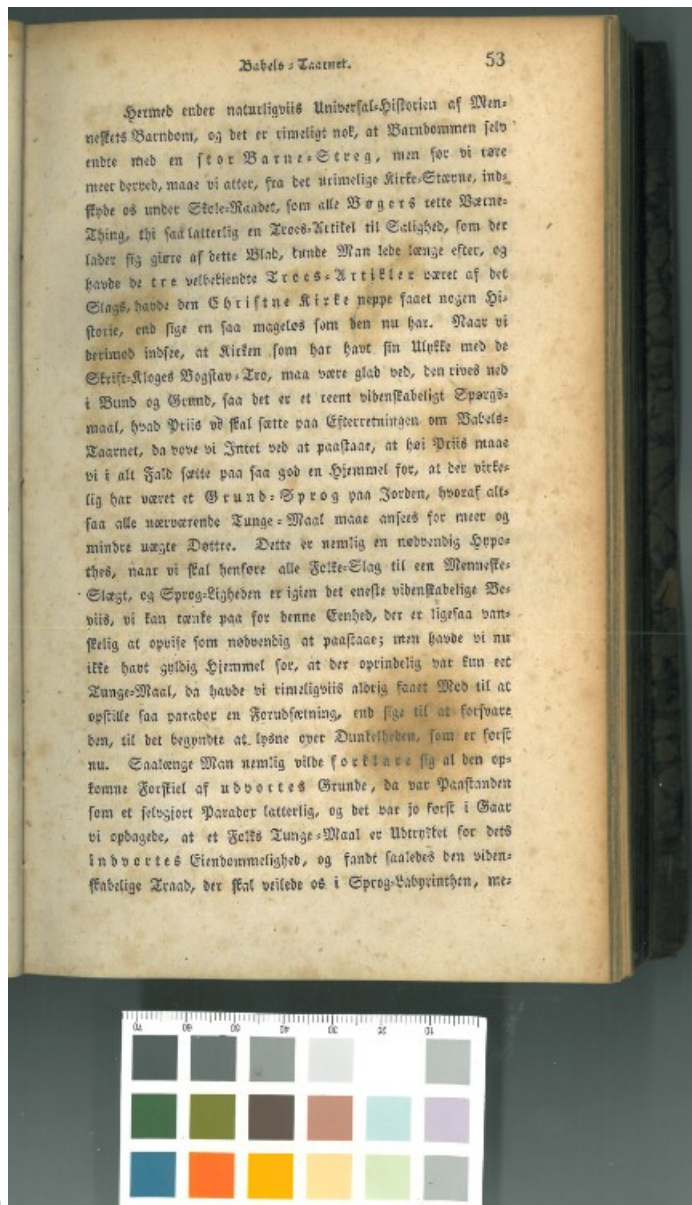 Babels-Taarnet. 53
Hermed ender naturligviis Universal-Historien af Men-
neskets Barndom, og det er rimeligt nok, at Barndommen selv
endte med en stor Barne-Streg, men før vi røre
meer derved, maae vi atter, fra det urimelige Kirke-Stævne, ind-
skyde os under Skole-Raadet, som alle Bøgers rette Værne-
Thing, thi saa latterlig en Troes-Artikel til Salighed, som der
lader sig giøre af dette Blad, kunde Man lede længe efter, og
havde de tre velbekiendte Troes-Artikler været af det
Slags, havde den Christne Kirke neppe faaet nogen Hi-
storie, end sige en saa mageløs som den nu har. Naar vi
derimod indsee, at Kirken som har havt sin Ulykke med de
Skrift-Kloges Bogstav-Tro, maa være glad ved, den rives ned
i Bund og Grund, saa det er et reent videnskabeligt Spørgs-
maal, hvad Priis vi skal sætte paa Efterretningen om Babels-
Taarnet, da vove vi Intet ved at paastaae, at høi Priis maae
vi i alt Fald sætte paa saa god en Hjemmel for, at der virke-
lig har været et Grund-Sprog paa Jorden, hvoraf alt-
saa alle nærværende Tunge-Maal maae ansees for meer og
mindre uægte Døttre. Dette er nemlig en nødvendig Hypo-
thes, naar vi skal henføre alle Folke-Slag til een Menneske-
Slægt, og Sprog-Ligheden er igien det eneste videnskabelige Be-
viis, vi kan tænke paa for denne Eenhed, der er ligesaa van-
skelig at opvise som nødvendig at paastaae; men havde vi nu
ikke havt gyldig Hjemmel for, at der oprindelig var kun eet
Tunge-Maal, da havde vi rimeligviis aldrig faaet Mod til at
opstille saa paradox en Forudsætning, end sige til at forsvare
den, til det begyndte at lysne over Dunkelheden, som er først
nu. Saalænge Man nemlig vilde forklare sig al den op-
komne Forskiel af udvortes Grunde, da var Paastanden
som et selvgjort Paradox latterlig, og det var jo først i Gaar
vi opdagede, at et Folks Tunge-Maal er Udtrykket for dets
indvortes Eiendommelighed, og fandt saaledes den viden-
skabelige Traad, der skal veilede os i Sprog-Labyrinthen, me-
70 60 50 40 30 20 10